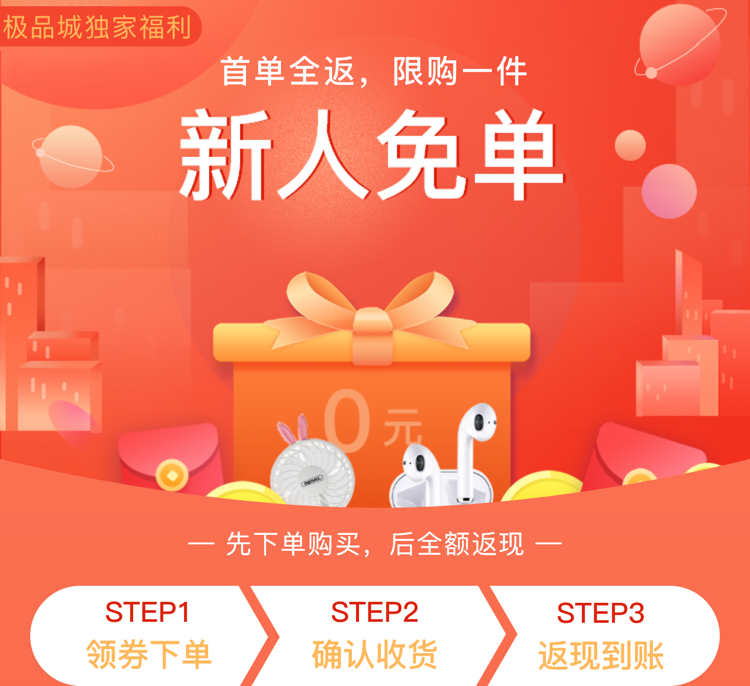 极品城独家福利
首单全返，限购一件
新人免单
0元
— 先下单购买，后全额返现 —
STEP1
领券下单
STEP2
确认收货
STEP3
返现到账